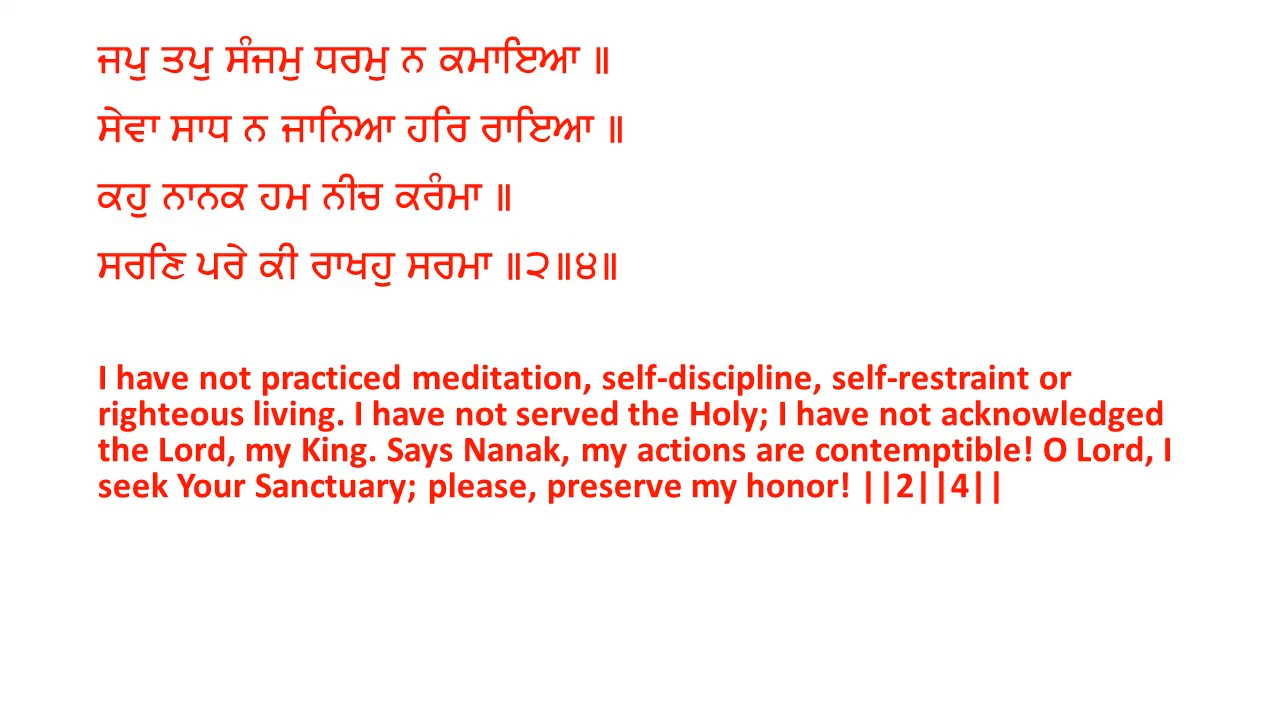 ਜਪੁ ਤਪੁ ਸੰਜਮੁ ਧਰਮੁ ਨ ਕਮਾਇਆ ॥
ਸੇਵਾ ਸਾਧ ਨ ਜਾਨਿਆ ਹਰਿ ਰਾਇਆ ॥
ਕਹੁ ਨਾਨਕ ਹਮ ਨੀਚ ਕਰੰਮਾ ॥
ਸਰਣਿ ਪਰੇ ਕੀ ਰਾਖਹੁ ਸਰਮਾ ॥੨॥੪॥
I have not practiced meditation, self-discipline, self-restraint or
righteous living. I have not served the Holy; I have not acknowledged
the Lord, my King. Says Nanak, my actions are contemptible! O Lord, I
seek Your Sanctuary; please, preserve my honor! ||2||4||